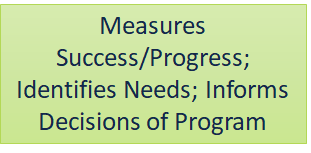 Measures
Success/Progress;
Identifies Needs; Informs
Decisions of Program